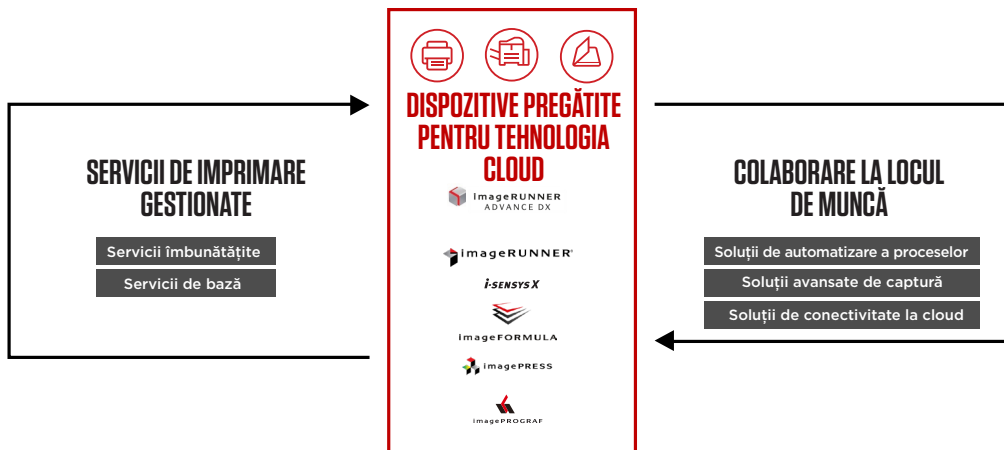 SERVICII DE IMPRIMARE
GESTIONATE
Servicii îmbunătățite
Servicii de bază
DISPOZITIVE PREGĂTITE
PENTRU TEHNOLOGIA
CLOUD
imageRUNNER
ADVANCE DX
imageRUNNER®
i-SENSYS X
imageFORMULA
imagePRESS
imagePROGRAF
COLABORARE LA LOCUL
DE MUNCĂ
Soluții de automatizare a proceselor
Soluții avansate de captură
Soluții de conectivitate la cloud